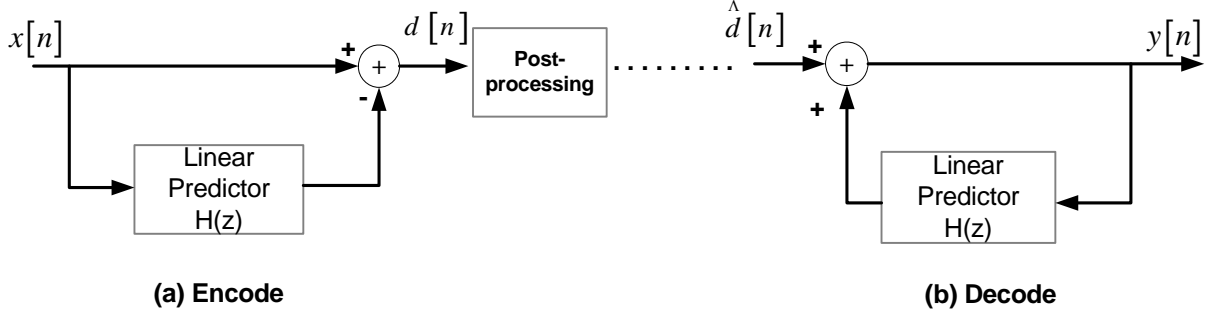 x[n]
+
+
-
d [n]
Post-
processing
Linear
Predictor
H(z)
(a) Encode
Λ
d [n]
+
+
+
y[n]
Linear
Predictor
H(z)
(b) Decode